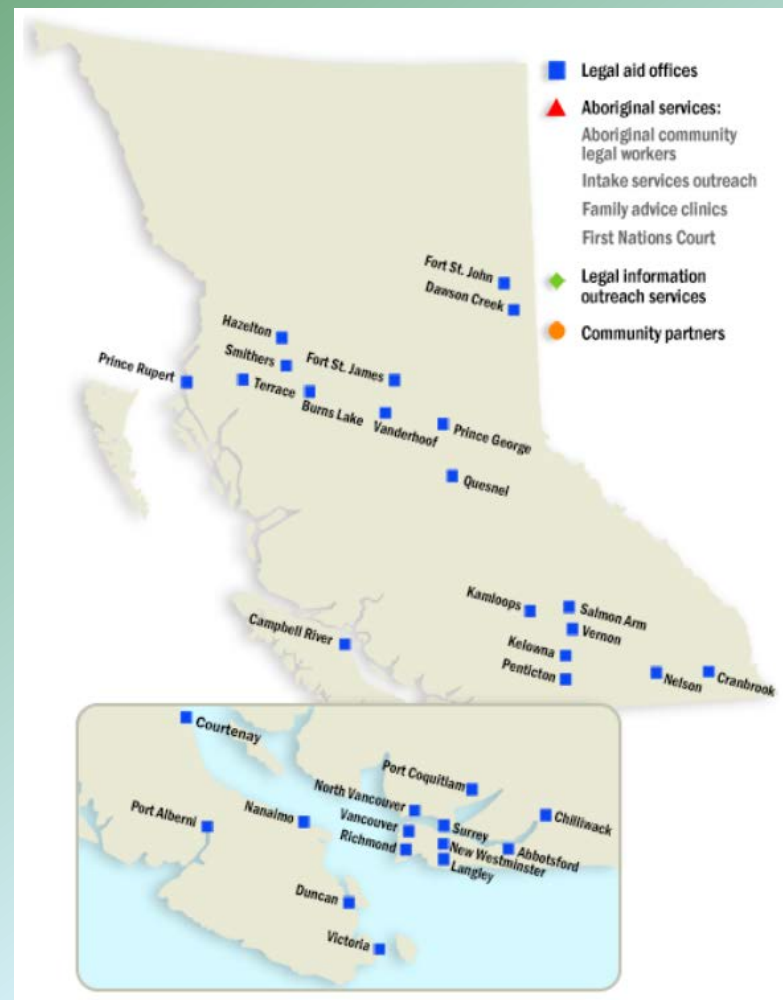 Legal aid offices
Aboriginal services:
Aboriginal community
legal workers
Intake services outreach
Family advice clinics
First Nations Court
Legal information
outreach services
Community partners
Fort St. John
Dawson Creek
Hazelton
Smithers
Fort St. James
Prince Rupert
Terrace
Burns Lake
Vanderhoof
Prince George
Quesnel
Kamloops
Salmon Arm
Vernon
Campbell River
Kelowna
Penticton
Nelson
Cranbrook
Courtenay
Port Coquitlam
North Vancouver
Port Alberni
Nanaimo
Vancouver
Surrey
Chilliwack
Richmond
New Westminster
Abbotsford
Langley
Duncan
Victoria